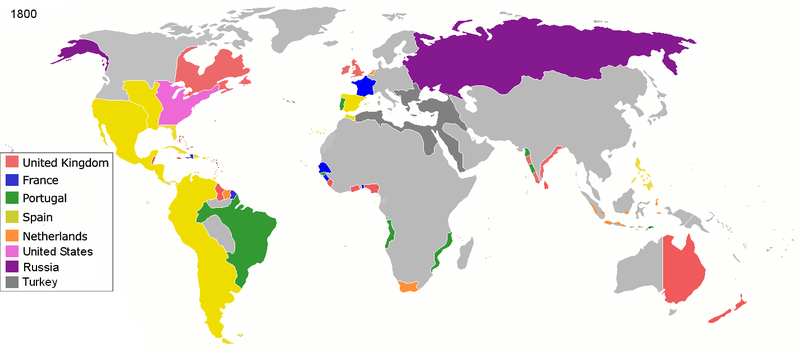 1800
United Kingdom
France
Portugal
Spain
Netherlands
United States
Russia
Turkey